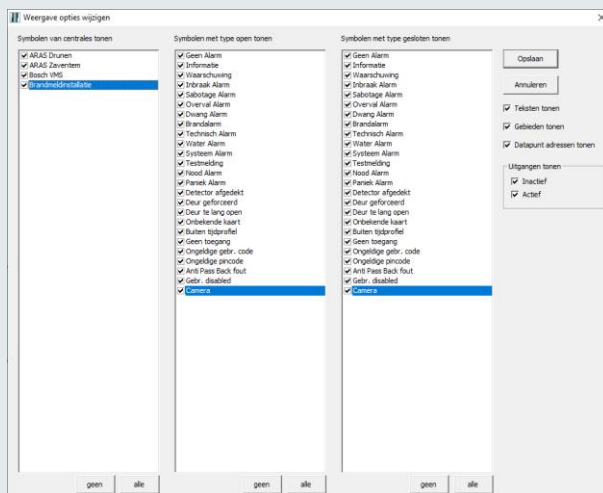 Weergave opties wijzigen
Symbolen van centrales tonen
ARAS Drunen
ARAS Zaventem
Bosch VMS
Brandmeldinstallatie
geen
alle
Symbolen met type open tonen
Geen Alarm
Informatie
Waarschuwing
Inbraak Alarm
Sabotage Alarm
Overval Alarm
Dwang Alarm
Brandalarm
Technisch Alarm
Water Alarm
Systeem Alarm
Testmelding
Nood Alarm
Paniek Alarm
Detector afgedekt
Deur geforceerd
Deur te lang open
Onbekende kaart
Buiten tijdprofiel
Geen toegang
Ongeldige gebr. code
Ongeldige pincode
Anti Pass Back fout
Gebr. disabled
Camera
geen
alle
Symbolen met type gesloten tonen
Geen Alarm
Informatie
Waarschuwing
Inbraak Alarm
Sabotage Alarm
Overval Alarm
Dwang Alarm
Brandalarm
Technisch Alarm
Water Alarm
Systeem Alarm
Testmelding
Nood Alarm
Paniek Alarm
Detector afgedekt
Deur geforceerd
Deur te lang open
Onbekende kaart
Buiten tijdprofiel
Geen toegang
Ongeldige gebr. code
Ongeldige pincode
Anti Pass Back fout
Gebr. disabled
Camera
geen
alle
Opslaan
Annuleren
Teksten tonen
Gebieden tonen
Datapunt adressen tonen
Uitgangen tonen
Inactief
Actief